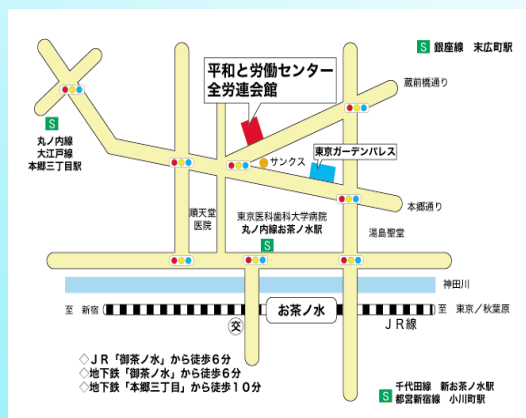 S 銀座線 末広町駅
平和と労働センター
全労連会館
蔵前橋通り
S
丸ノ内線
大江戸線
本郷三丁目駅
サンクス
東京ガーデンパレス
本郷通り
順天堂
医院
東京医科歯科大学病院
丸ノ内線お茶ノ水駅
S
湯島聖堂
神田川
至 新宿
お茶ノ水
至 東京／秋葉原
JR線
交
◇JR「御茶ノ水」から徒歩6分
◇地下鉄「御茶ノ水」から徒歩6分
◇地下鉄「本郷三丁目」から徒歩10分
S 千代田線 新お茶ノ水駅
都営新宿線 小川町駅